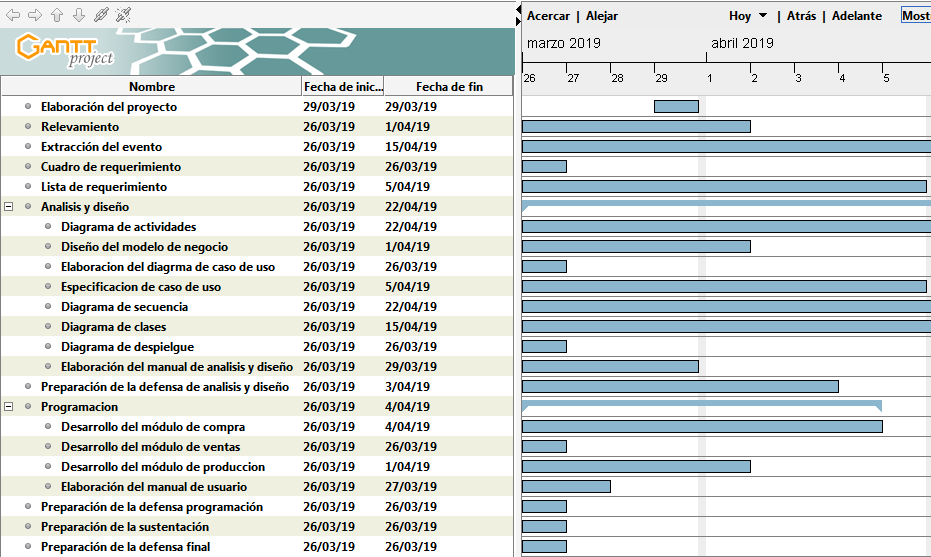 Acercar | Alejar Hoy | Atrás | Adelante Most
GANTT project
marzo 2019 abril 2019
26 27 28 29 1 2 3 4 5
Nombre Fecha de inic... Fecha de fin
Elaboración del proyecto 29/03/19 29/03/19
Relevamiento 26/03/19 1/04/19
Extracción del evento 26/03/19 15/04/19
Cuadro de requerimiento 26/03/19 26/03/19
Lista de requerimiento 26/03/19 5/04/19
Analisis y diseño 26/03/19 22/04/19
Diagrama de actividades 26/03/19 22/04/19
Diseño del modelo de negocio 26/03/19 1/04/19
Elaboracion del diagrma de caso de uso 26/03/19 26/03/19
Especificacion de caso de uso 26/03/19 5/04/19
Diagrama de secuencia 26/03/19 22/04/19
Diagrama de clases 26/03/19 15/04/19
Diagrama de despielgue 26/03/19 26/03/19
Elaboración del manual de analisis y diseño 26/03/19 29/03/19
Preparación de la defensa de analisis y diseño 26/03/19 3/04/19
Programacion 26/03/19 4/04/19
Desarrollo del módulo de compra 26/03/19 4/04/19
Desarrollo del módulo de ventas 26/03/19 26/03/19
Desarrollo del módulo de produccion 26/03/19 1/04/19
Elaboración del manual de usuario 26/03/19 27/03/19
Preparación de la defensa programación 26/03/19 26/03/19
Preparación de la sustentación 26/03/19 26/03/19
Preparación de la defensa final 26/03/19 26/03/19